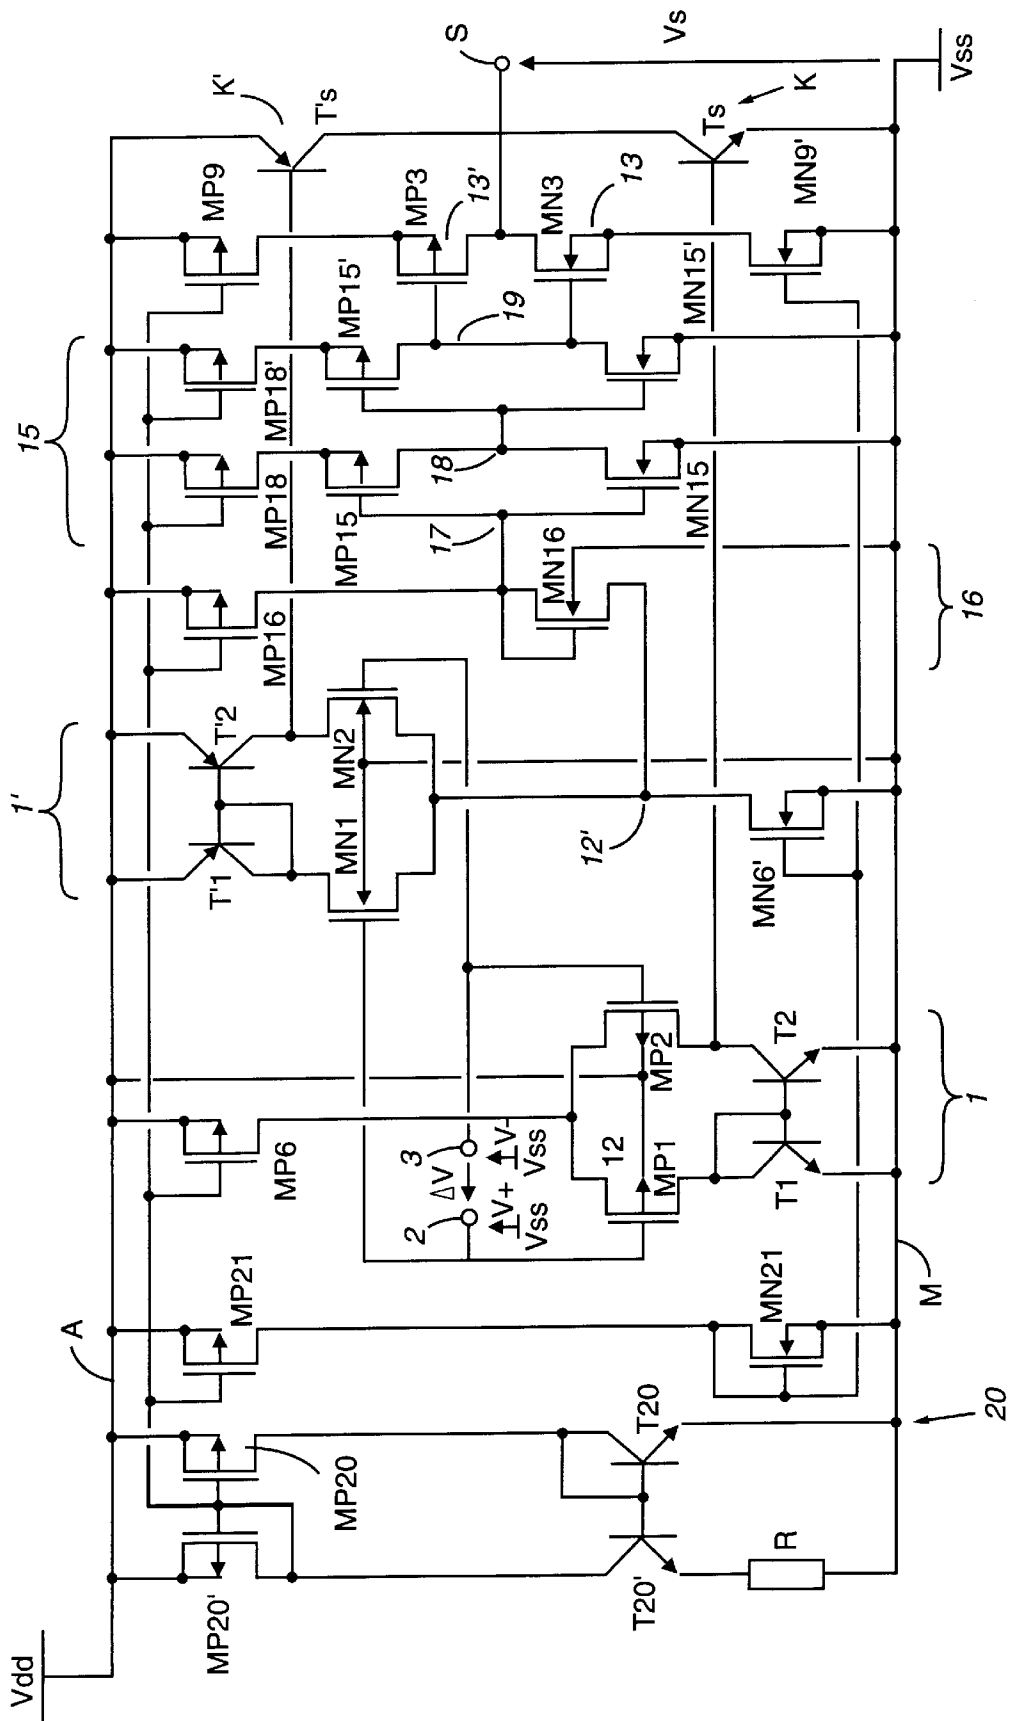 Vdd
A
MP20'
MP20
T20'
T20
R
20
MP21
MN21
M
MP6
2
3
ΔV
V+
V-
Vss
Vss
12
MP1
MP2
T1
T2
1
1'
T'1
T'2
MN1
MN2
12'
MN6'
MP16
MN16
16
17
15
MP18
MP18'
MP15
MP15'
18
19
MN15
MN15'
MP9
MP3
13'
MN3
13
MN9'
K'
T's
Ts
K
S
Vs
Vss